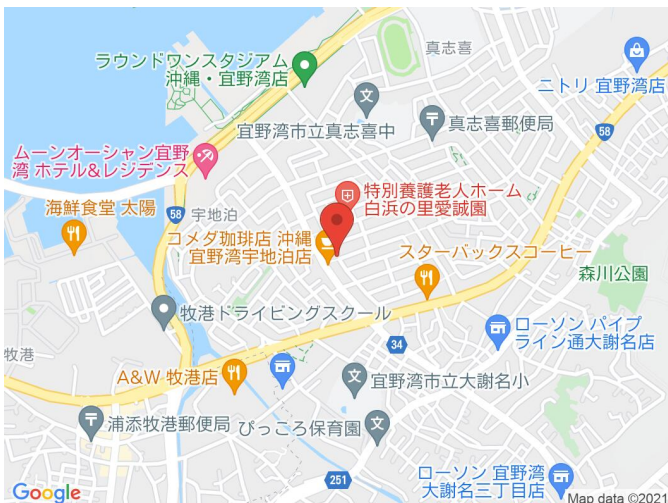 真志喜
ラウンドワンスタジアム
沖縄・宜野湾店
ニトリ 宜野湾店
宜野湾市立真志喜中
真志喜郵便局
58
ムーンオーシャン宜野
湾 ホテル&レジデンス
特別養護老人ホーム
白浜の里愛誠園
海鮮食堂 太陽
58
宇地泊
コメダ珈琲店 沖縄
宜野湾宇地泊店
スターバックスコーヒー
森川公園
牧港ドライビングスクール
ローソン パイプ
ライン通大謝名店
牧港
34
A&W 牧港店
宜野湾市立大謝名小
浦添牧港郵便局
ぴっころ保育園
251
ローソン 宜野湾
大謝名三丁目店
Google
Map data ©2021